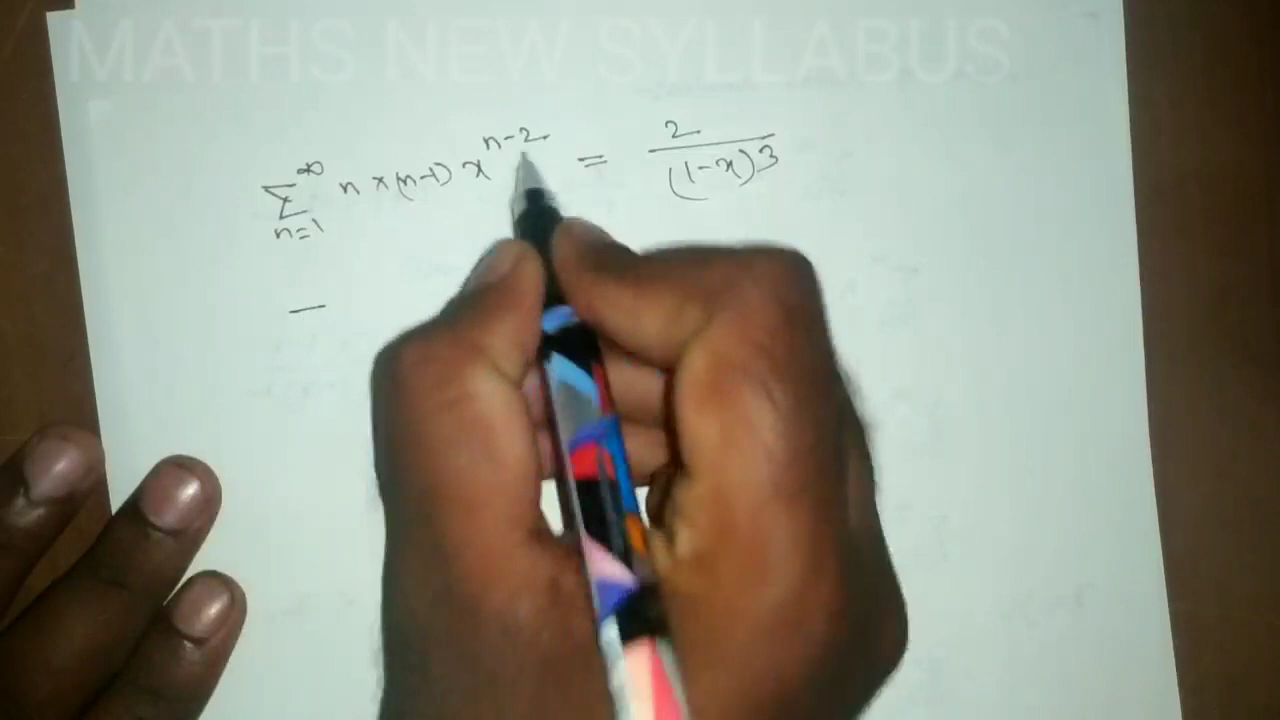 MATHS NEW SYLLABUS
∑_{n=1}^{∞} n × (n-1) x^{n-2} = 2/(1-x)^3
—